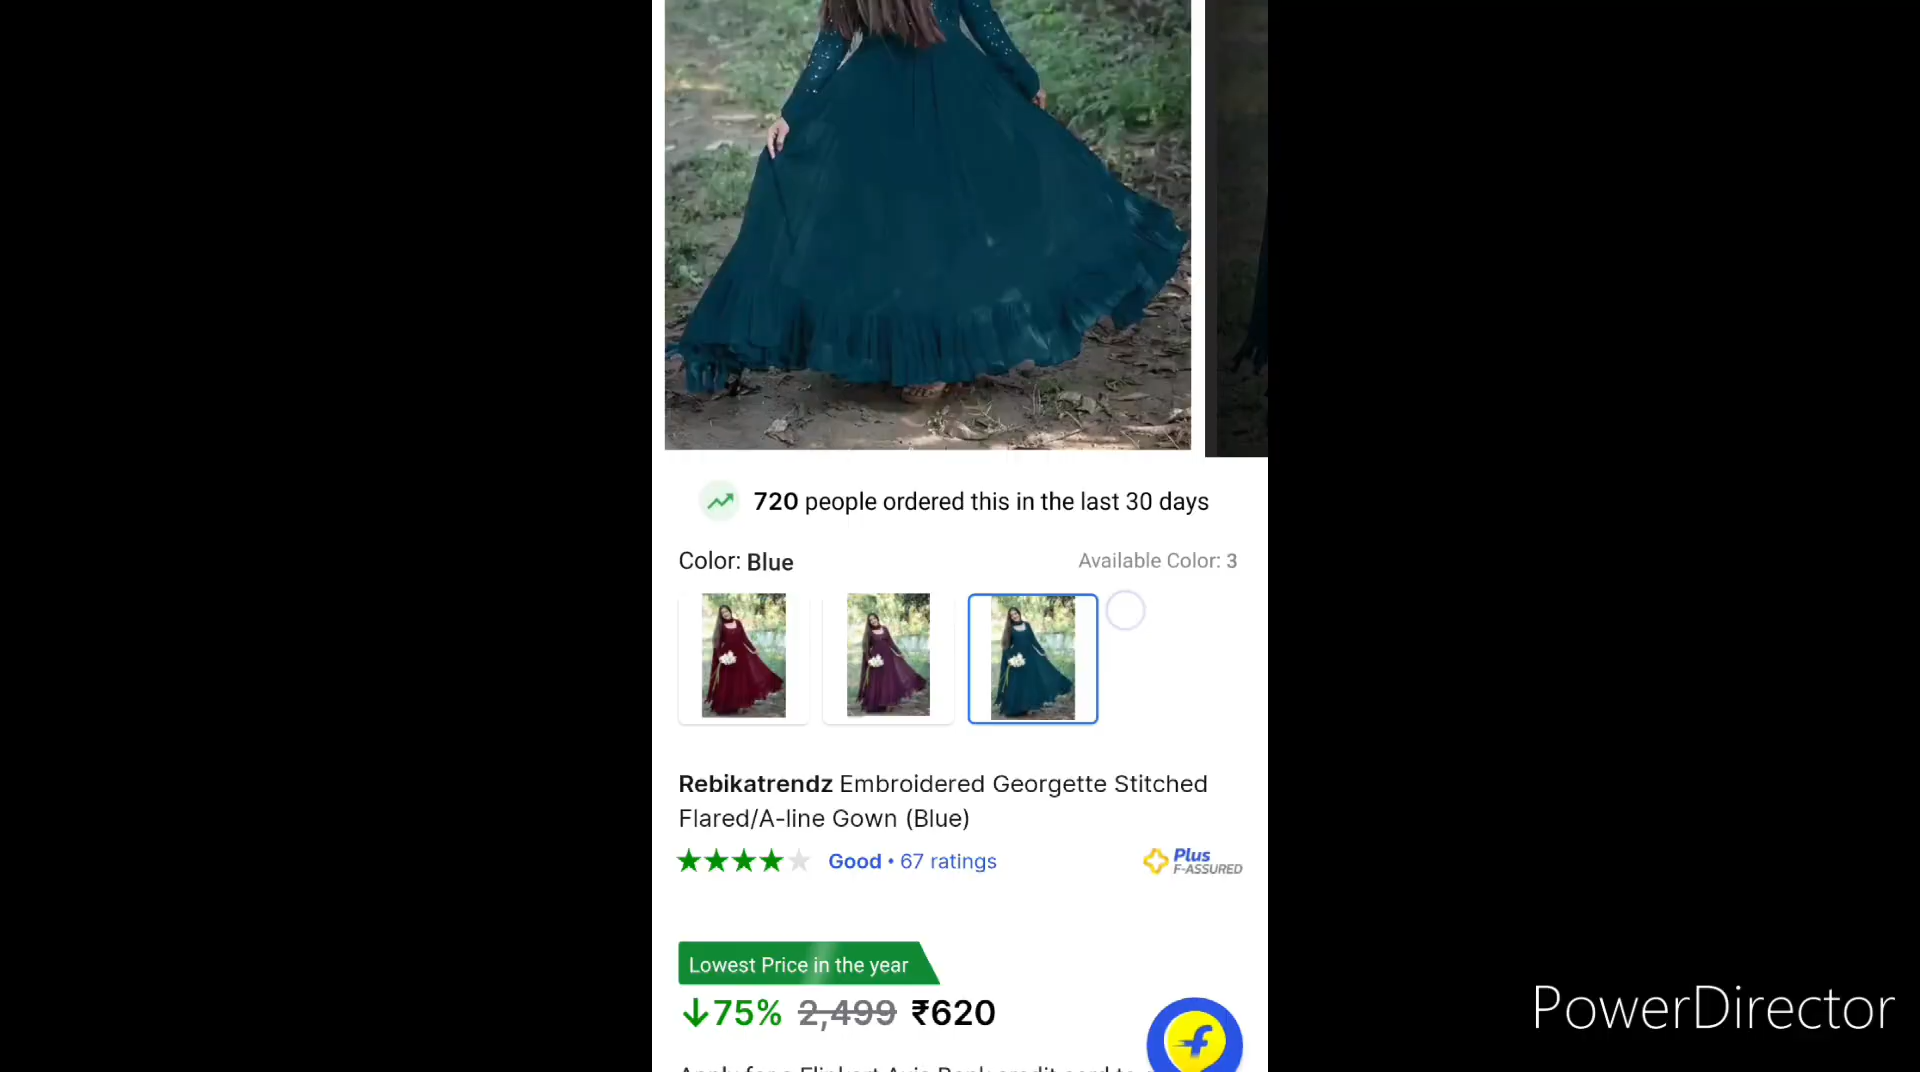 720 people ordered this in the last 30 days
Color: Blue
Available Color: 3
Rebikatrendz Embroidered Georgette Stitched
Flared/A-line Gown (Blue)
Good • 67 ratings
Plus
F-ASSURED
Lowest Price in the year
↓75% 2,499 ₹620
PowerDirector